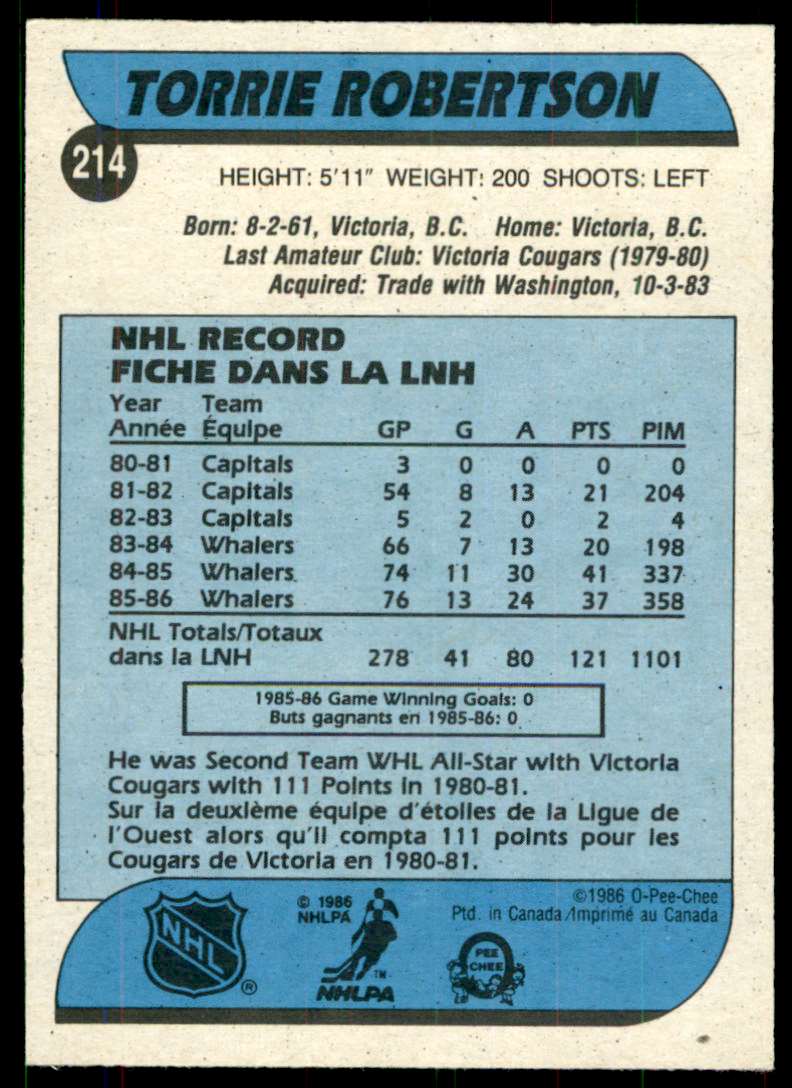 TORRIE ROBERTSON
214
HEIGHT: 5'11" WEIGHT: 200 SHOOTS: LEFT
Born: 8-2-61, Victoria, B.C. Home: Victoria, B.C.
Last Amateur Club: Victoria Cougars (1979-80)
Acquired: Trade with Washington, 10-3-83
NHL RECORD
FICHE DANS LA LNH
Year Team
Année Équipe GP G A PTS PIM
80-81 Capitals 3 0 0 0 0
81-82 Capitals 54 8 13 21 204
82-83 Capitals 5 2 0 2 4
83-84 Whalers 66 7 13 20 198
84-85 Whalers 74 11 30 41 337
85-86 Whalers 76 13 24 37 358
NHL Totals/Totaux
dans la LNH 278 41 80 121 1101
1985-86 Game Winning Goals: 0
Buts gagnants en 1985-86: 0
He was Second Team WHL All-Star with Victoria
Cougars with 111 Points in 1980-81.
Sur la deuxième équipe d'étoiles de la Ligue de
l'Ouest alors qu'il compta 111 points pour les
Cougars de Victoria en 1980-81.
©1986 O-Pee-Chee
Ptd. in Canada/Imprimé au Canada
© 1986
NHLPA
NHL ®
TM
NHLPA
PEE
CHEE